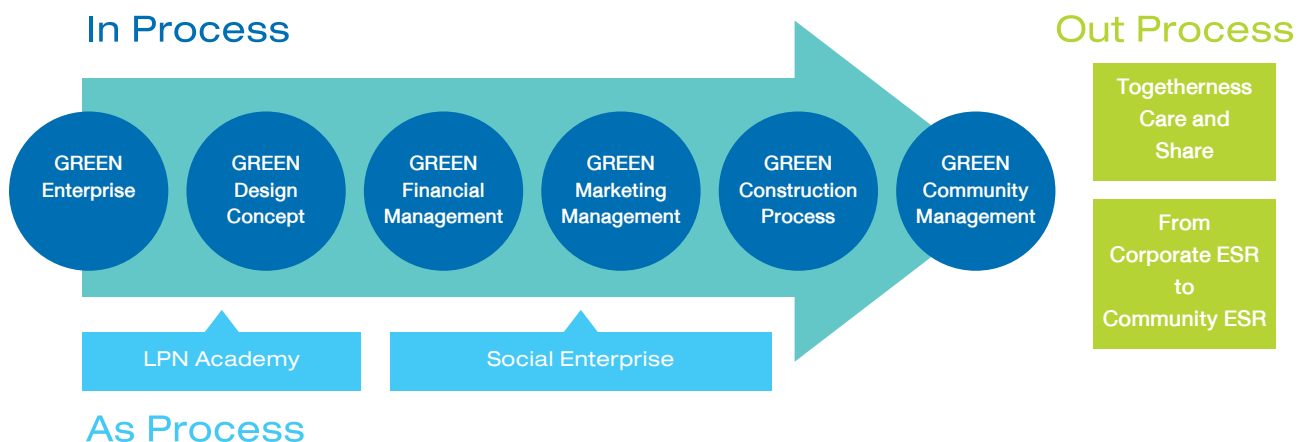 In Process
Out Process
GREEN
Enterprise
GREEN
Design
Concept
GREEN
Financial
Management
GREEN
Marketing
Management
GREEN
Construction
Process
GREEN
Community
Management
Togetherness
Care and
Share
From
Corporate ESR
to
Community ESR
LPN Academy
Social Enterprise
As Process